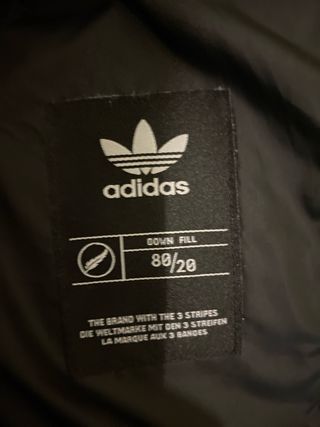 adidas
DOWN FILL
80/20
THE BRAND WITH THE 3 STRIPES
DIE WELTMARKE MIT DEN 3 STREIFEN
LA MARQUE AUX 3 BANDES